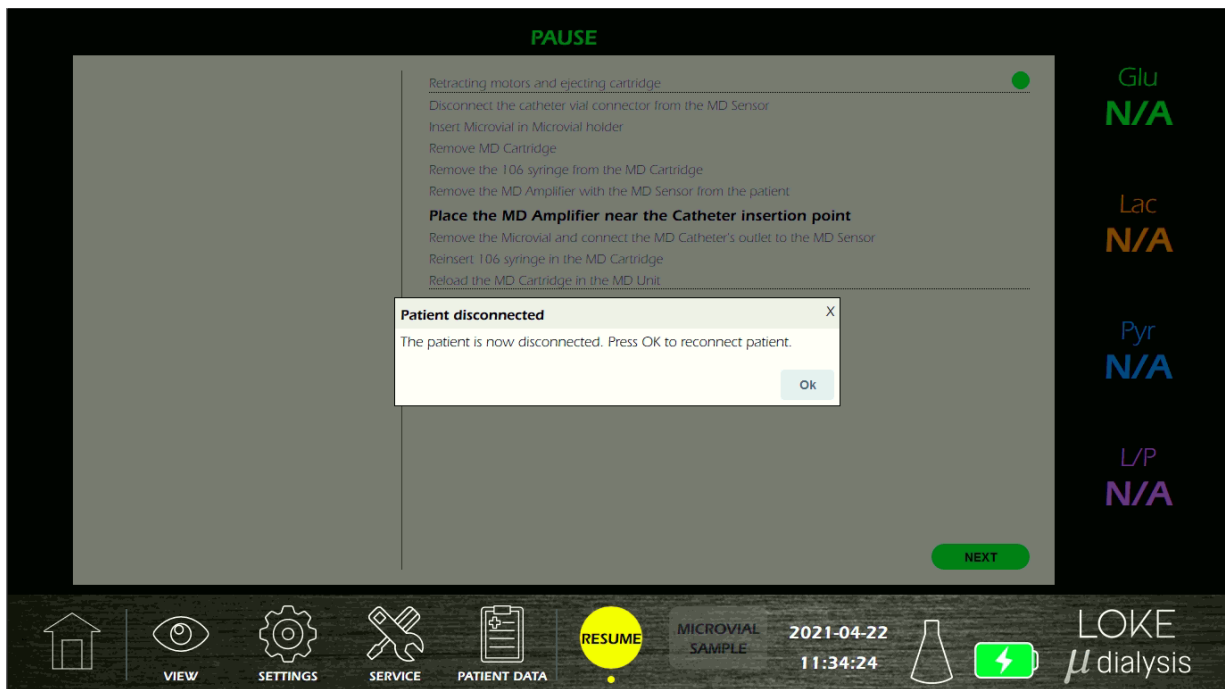 PAUSE
Retracting motors and ejecting cartridge
Disconnect the catheter vial connector from the MD Sensor
Insert Microvial in Microvial holder
Remove MD Cartridge
Remove the 106 syringe from the MD Cartridge
Remove the MD Amplifier with the MD Sensor from the patient
Place the MD Amplifier near the Catheter insertion point
Remove the Microvial and connect the MD Catheter's outlet to the MD Sensor
Reinsert 106 syringe in the MD Cartridge
Reload the MD Cartridge in the MD Unit
Patient disconnected X
The patient is now disconnected. Press OK to reconnect patient.
Ok
NEXT
Glu
N/A
Lac
N/A
Pyr
N/A
L/P
N/A
VIEW
SETTINGS
SERVICE
PATIENT DATA
RESUME
MICROVIAL
SAMPLE
2021-04-22
11:34:24
LOKE
μ dialysis